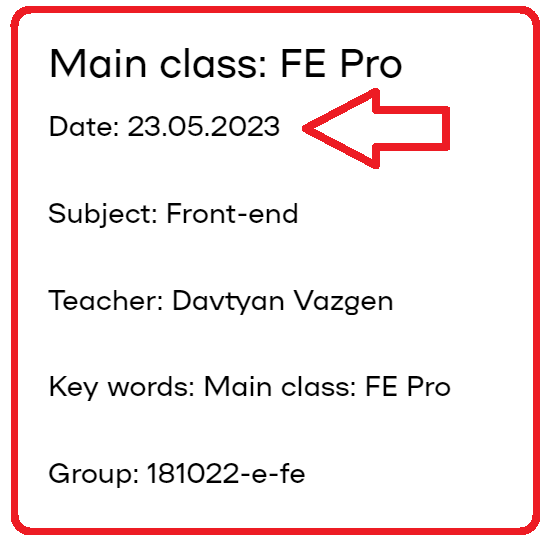 Main class: FE Pro
Date: 23.05.2023
Subject: Front-end
Teacher: Davtyan Vazgen
Key words: Main class: FE Pro
Group: 181022-e-fe